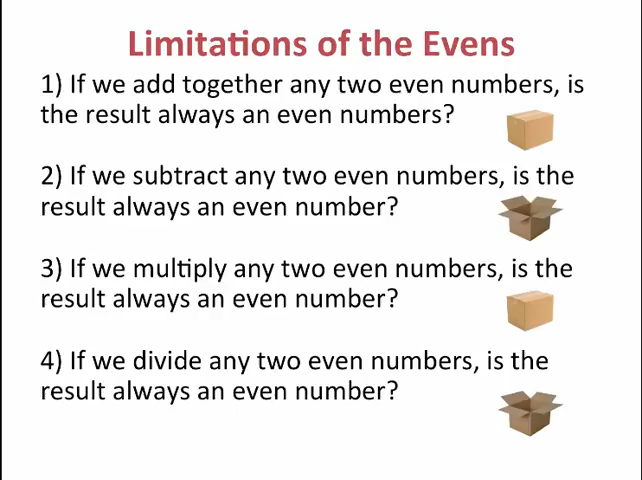 Limitations of the Evens
1) If we add together any two even numbers, is
the result always an even numbers?
2) If we subtract any two even numbers, is the
result always an even number?
3) If we multiply any two even numbers, is the
result always an even number?
4) If we divide any two even numbers, is the
result always an even number?